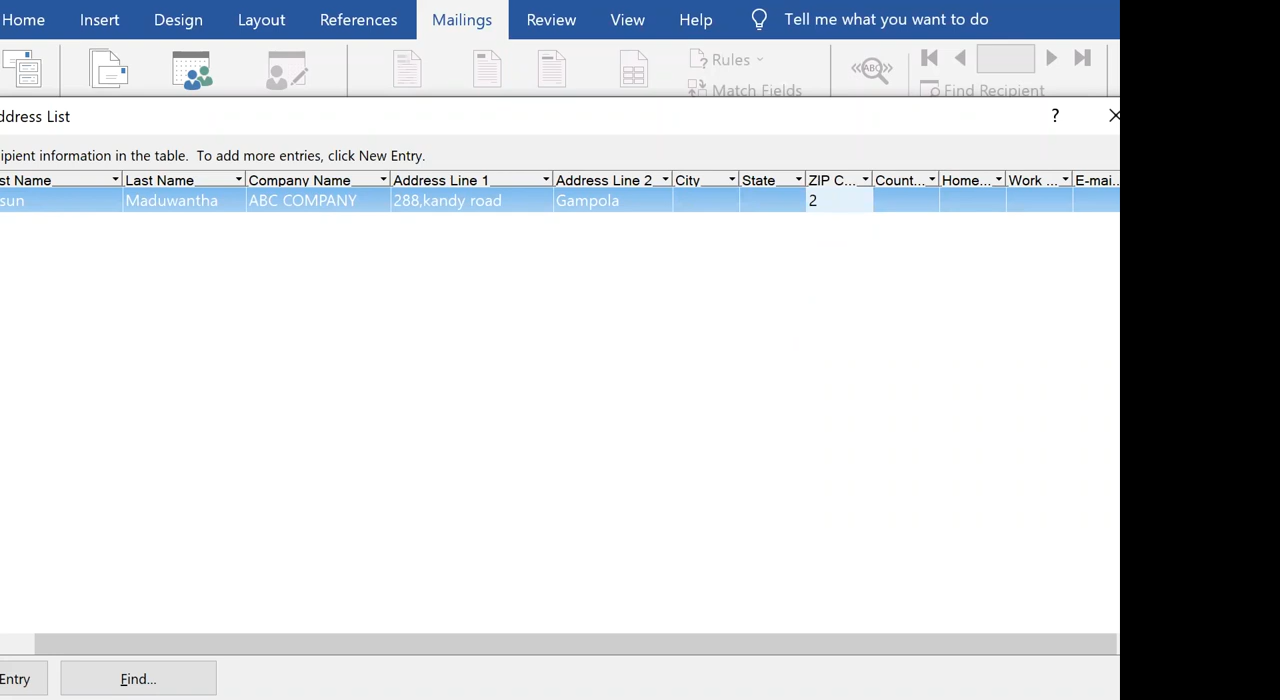 Home Insert Design Layout References Mailings Review View Help Tell me what you want to do
Rules
«ABC»
Match Fields Find Recipient
ddress List ?
ipient information in the table. To add more entries, click New Entry.
st Name Last Name Company Name Address Line 1 Address Line 2 City State ZIP C... Count... Home... Work ... E-mai...
sun Maduwantha ABC COMPANY 288,kandy road Gampola 2
Entry Find...